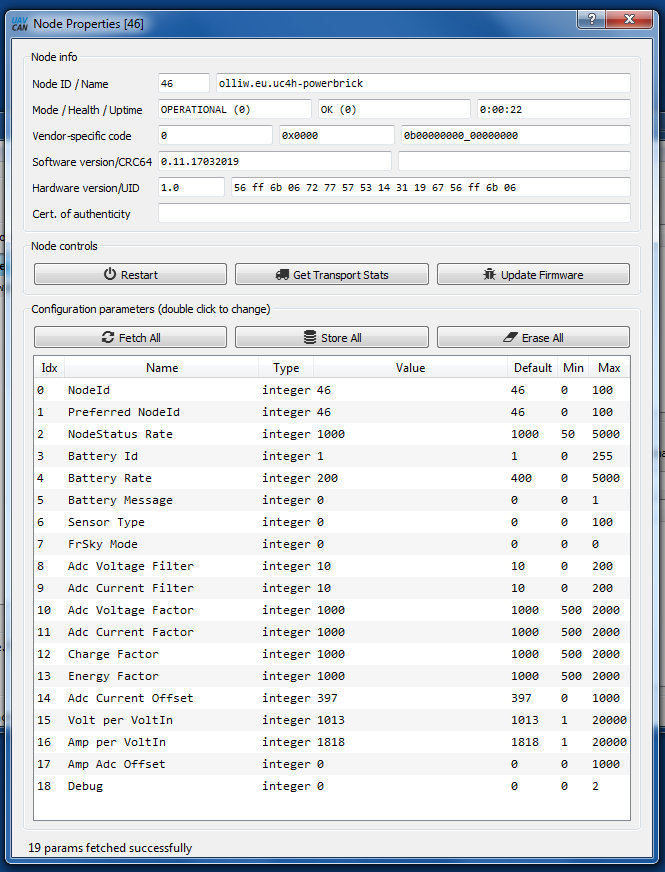 UAV CAN Node Properties [46] ?
Node info
Node ID / Name 46 olliw.eu.uc4h-powerbrick
Mode / Health / Uptime OPERATIONAL (0) OK (0) 0:00:22
Vendor-specific code 0 0x0000 0b00000000_00000000
Software version/CRC64 0.11.17032019
Hardware version/UID 1.0 56 ff 6b 06 72 77 57 53 14 31 19 67 56 ff 6b 06
Cert. of authenticity
Node controls
Restart Get Transport Stats Update Firmware
Configuration parameters (double click to change)
Fetch All Store All Erase All
Idx Name Type Value Default Min Max
0 NodeId integer 46 46 0 100
1 Preferred NodeId integer 46 46 0 100
2 NodeStatus Rate integer 1000 1000 50 5000
3 Battery Id integer 1 1 0 255
4 Battery Rate integer 200 400 0 5000
5 Battery Message integer 0 0 0 1
6 Sensor Type integer 0 0 0 100
7 FrSky Mode integer 0 0 0 0
8 Adc Voltage Filter integer 10 10 0 200
9 Adc Current Filter integer 10 10 0 200
10 Adc Voltage Factor integer 1000 1000 500 2000
11 Adc Current Factor integer 1000 1000 500 2000
12 Charge Factor integer 1000 1000 500 2000
13 Energy Factor integer 1000 1000 500 2000
14 Adc Current Offset integer 397 397 0 1000
15 Volt per VoltIn integer 1013 1013 1 20000
16 Amp per VoltIn integer 1818 1818 1 20000
17 Amp Adc Offset integer 0 0 0 1000
18 Debug integer 0 0 0 2
19 params fetched successfully